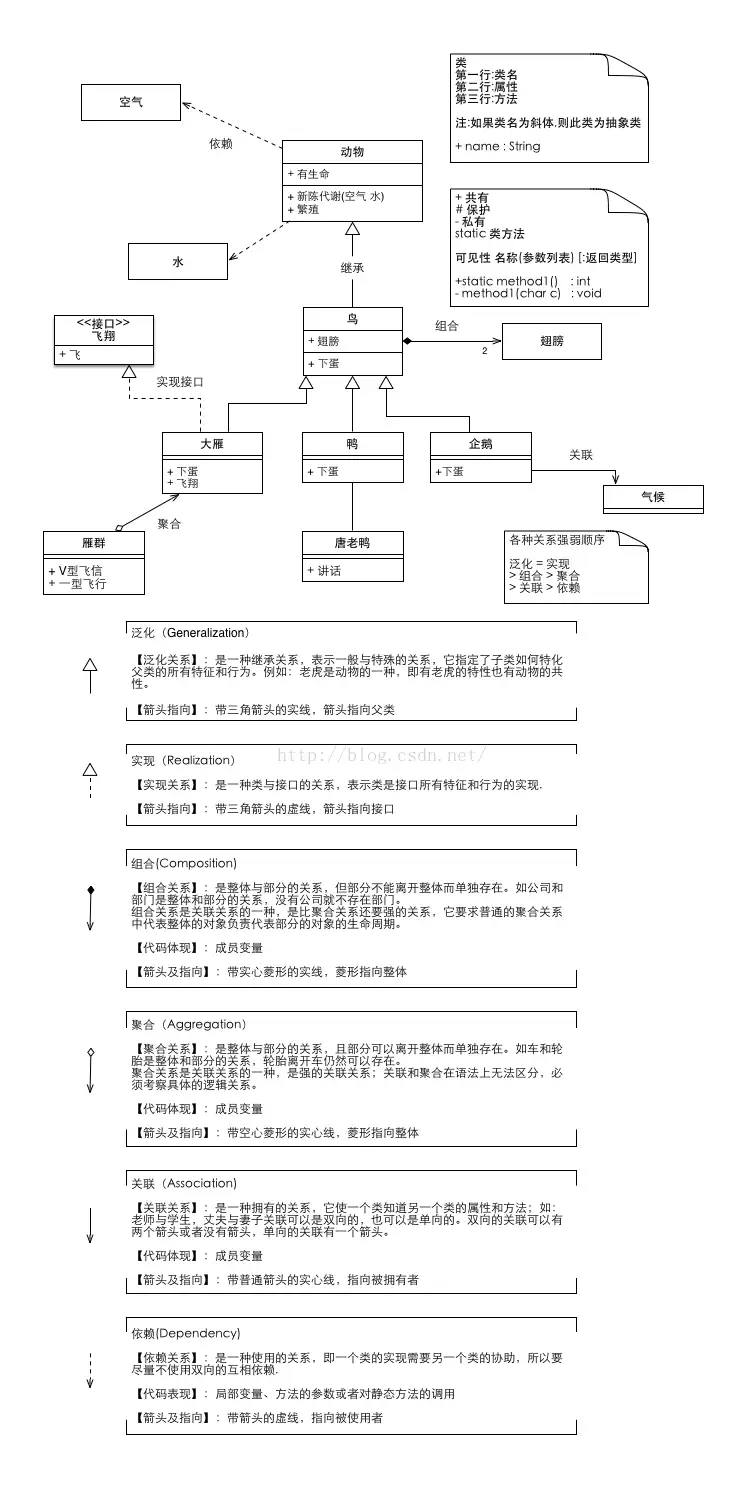 类
第一行:类名
第二行:属性
第三行:方法
注:如果类名为斜体,则此类为抽象类
+ name : String
空气
依赖
动物
+ 有生命
+ 新陈代谢(空气 水)
+ 繁殖
+ 共有
# 保护
- 私有
static 类方法
可见性 名称(参数列表) [:返回类型]
+static method1() : int
- method1(char c) : void
水
继承
<<接口>>
飞翔
+ 飞
鸟
+ 翅膀
+ 下蛋
组合
2
翅膀
实现接口
大雁
+ 下蛋
+ 飞翔
鸭
+ 下蛋
企鹅
+下蛋
关联
气候
聚合
雁群
+ V型飞信
+ 一型飞行
唐老鸭
+ 讲话
各种关系强弱顺序
泛化 = 实现
> 组合 > 聚合
> 关联 > 依赖
泛化（Generalization）
【泛化关系】：是一种继承关系，表示一般与特殊的关系，它指定了子类如何特化
父类的所有特征和行为。例如：老虎是动物的一种，即有老虎的特性也有动物的共
性。
【箭头指向】：带三角箭头的实线，箭头指向父类
实现（Realization）
http://blog.csdn.net/
【实现关系】：是一种类与接口的关系，表示类是接口所有特征和行为的实现.
【箭头指向】：带三角箭头的虚线，箭头指向接口
组合(Composition)
【组合关系】：是整体与部分的关系，但部分不能离开整体而单独存在。如公司和
部门是整体和部分的关系，没有公司就不存在部门。
组合关系是关联关系的一种，是比聚合关系还要强的关系，它要求普通的聚合关系
中代表整体的对象负责代表部分的对象的生命周期。
【代码体现】：成员变量
【箭头及指向】：带实心菱形的实线，菱形指向整体
聚合（Aggregation）
【聚合关系】：是整体与部分的关系，且部分可以离开整体而单独存在。如车和轮
胎是整体和部分的关系，轮胎离开车仍然可以存在。
聚合关系是关联关系的一种，是强的关联关系；关联和聚合在语法上无法区分，必
须考察具体的逻辑关系。
【代码体现】：成员变量
【箭头及指向】：带空心菱形的实心线，菱形指向整体
关联（Association）
【关联关系】：是一种拥有的关系，它使一个类知道另一个类的属性和方法；如：
老师与学生，丈夫与妻子关联可以是双向的，也可以是单向的。双向的关联可以有
两个箭头或者没有箭头，单向的关联有一个箭头。
【代码体现】：成员变量
【箭头及指向】：带普通箭头的实心线，指向被拥有者
依赖(Dependency)
【依赖关系】：是一种使用的关系，即一个类的实现需要另一个类的协助，所以要
尽量不使用双向的互相依赖.
【代码表现】：局部变量、方法的参数或者对静态方法的调用
【箭头及指向】：带箭头的虚线，指向被使用者